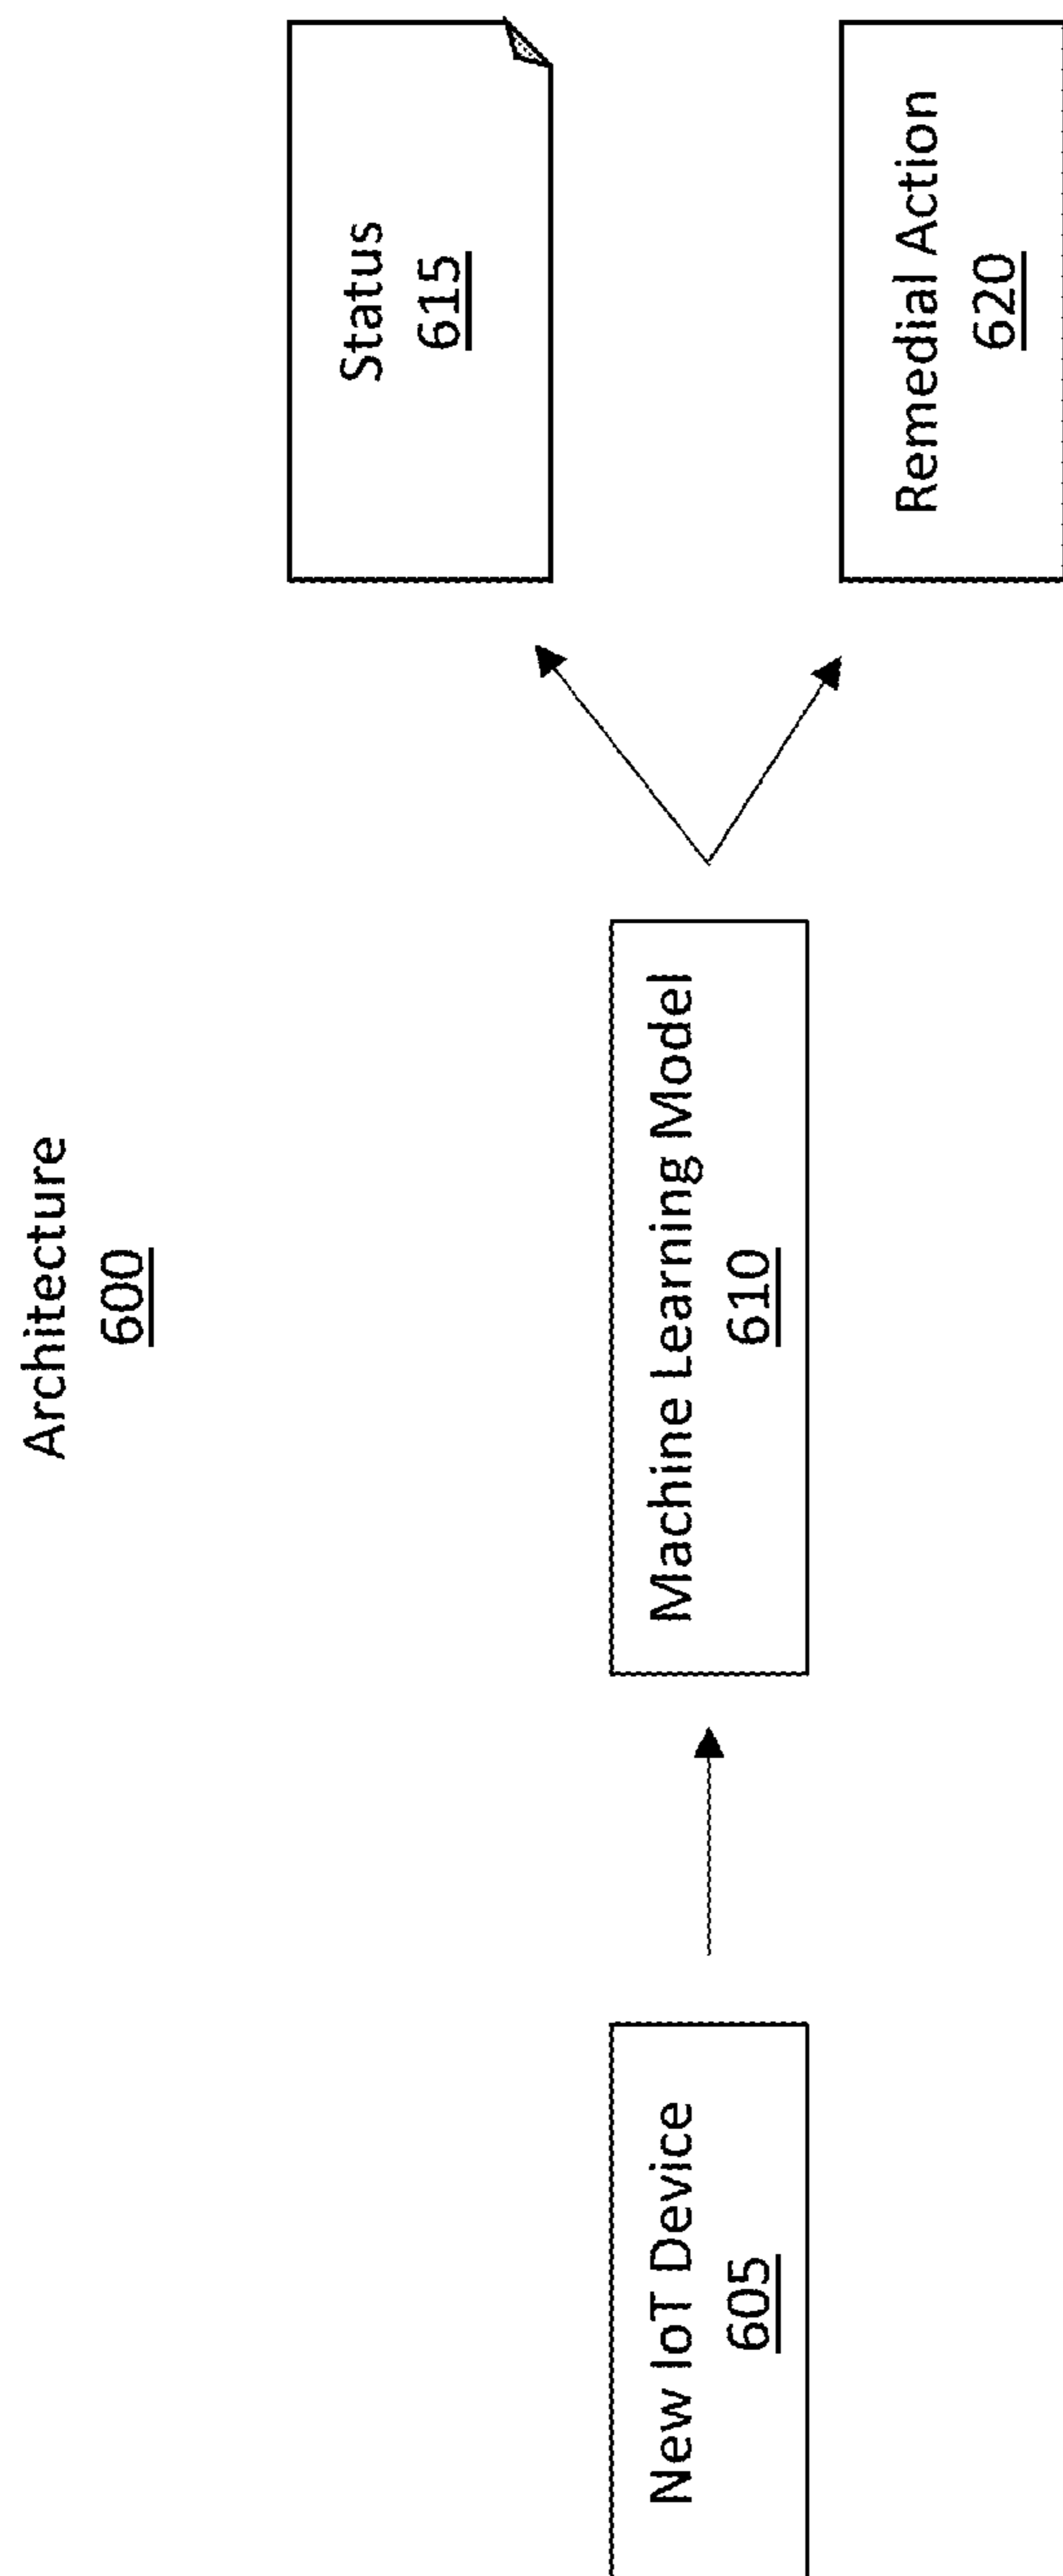 Architecture
600
New IoT Device
605
Machine Learning Model
610
Status
615
Remedial Action
620